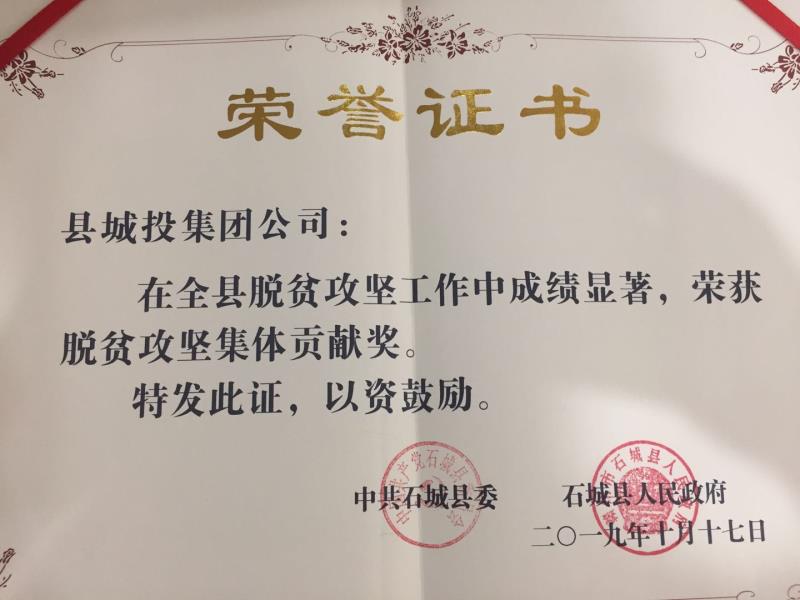 荣誉证书
县城投集团公司：
在全县脱贫攻坚工作中成绩显著，荣获
脱贫攻坚集体贡献奖。
特发此证，以资鼓励。
中共石城县委 石城县人民政府
二〇一九年十月十七日